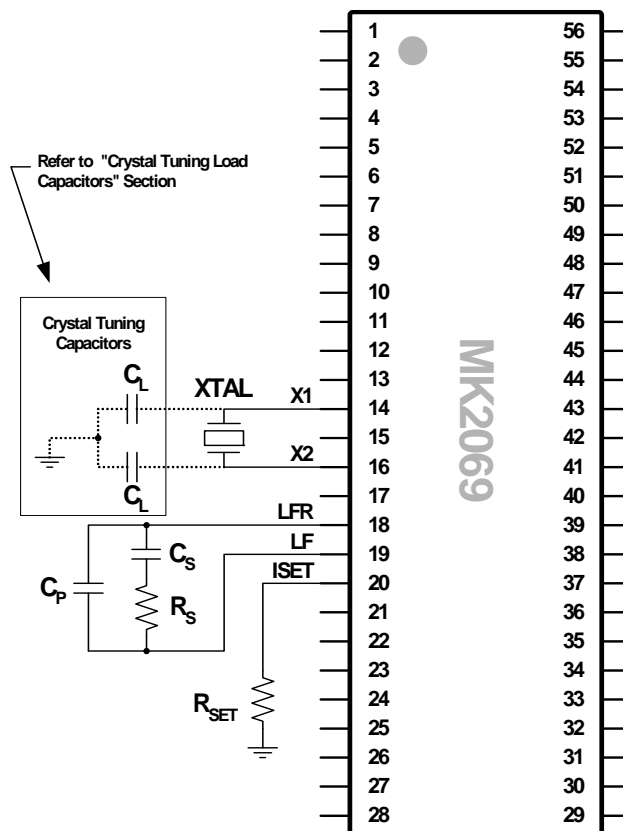 Refer to "Crystal Tuning Load
Capacitors" Section
Crystal Tuning
Capacitors
CL
CL
XTAL
X1
X2
LFR
LF
ISET
CS
CP
RS
RSET
MK2069
1 56
2 55
3 54
4 53
5 52
6 51
7 50
8 49
9 48
10 47
11 46
12 45
13 44
14 43
15 42
16 41
17 40
18 39
19 38
20 37
21 36
22 35
23 34
24 33
25 32
26 31
27 30
28 29